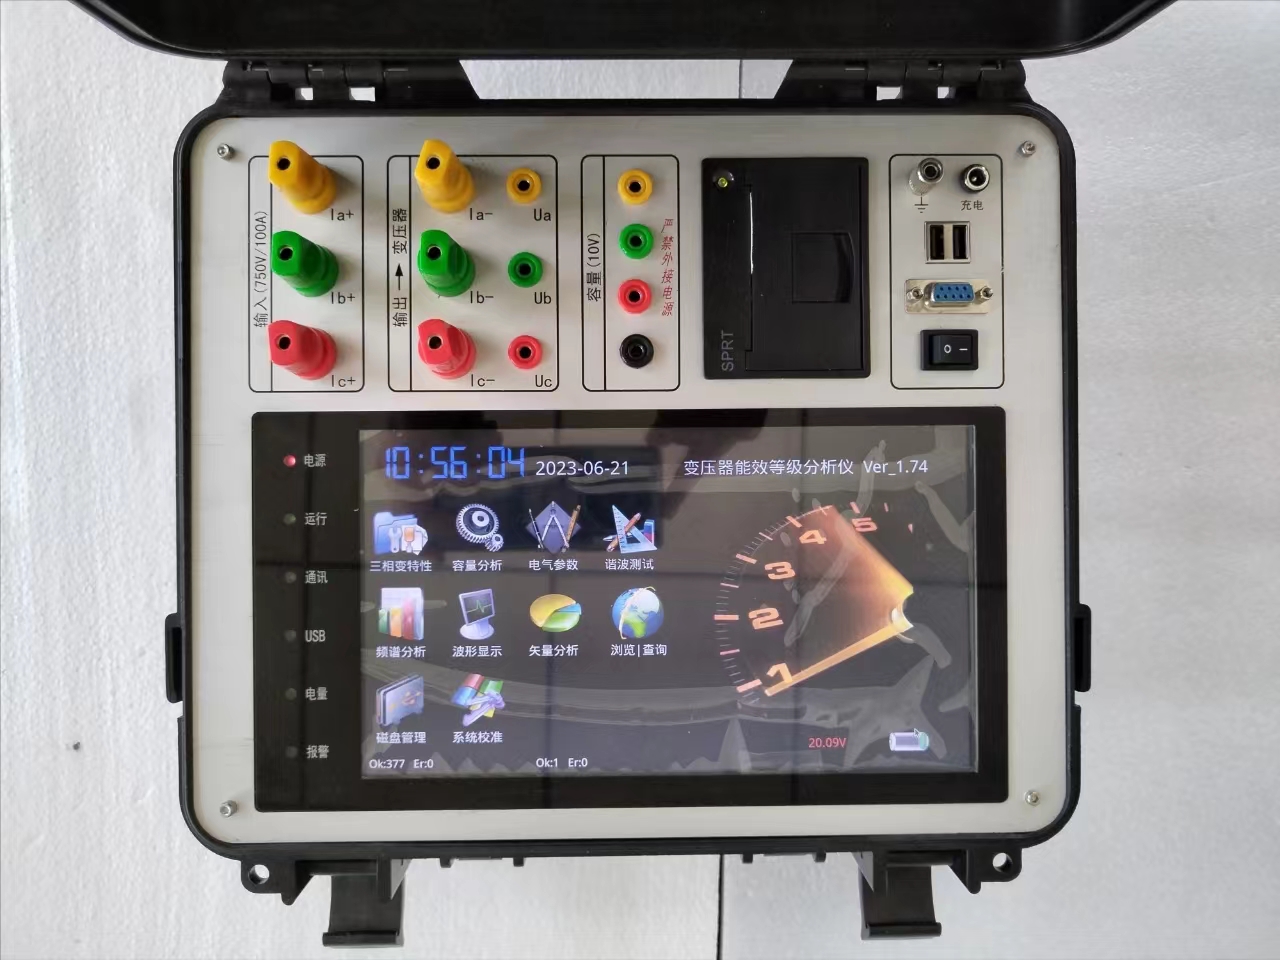 输入(750V/100A)
Ia+
Ib+
Ic+
输出 → 变压器
Ia-
Ua
Ib-
Ub
Ic-
Uc
容量(10V)
严禁外接电源
SPRT
充电
电源
运行
通讯
USB
电量
报警
10:56:04 2023-06-21 变压器能效等级分析仪 Ver_1.74
三相变特性 容量分析 电气参数 谐波测试
频谱分析 波形显示 矢量分析 浏览|查询
磁盘管理 系统校准
1 2 3 4 5
20.09V
Ok:377 Er:0 Ok:1 Er:0